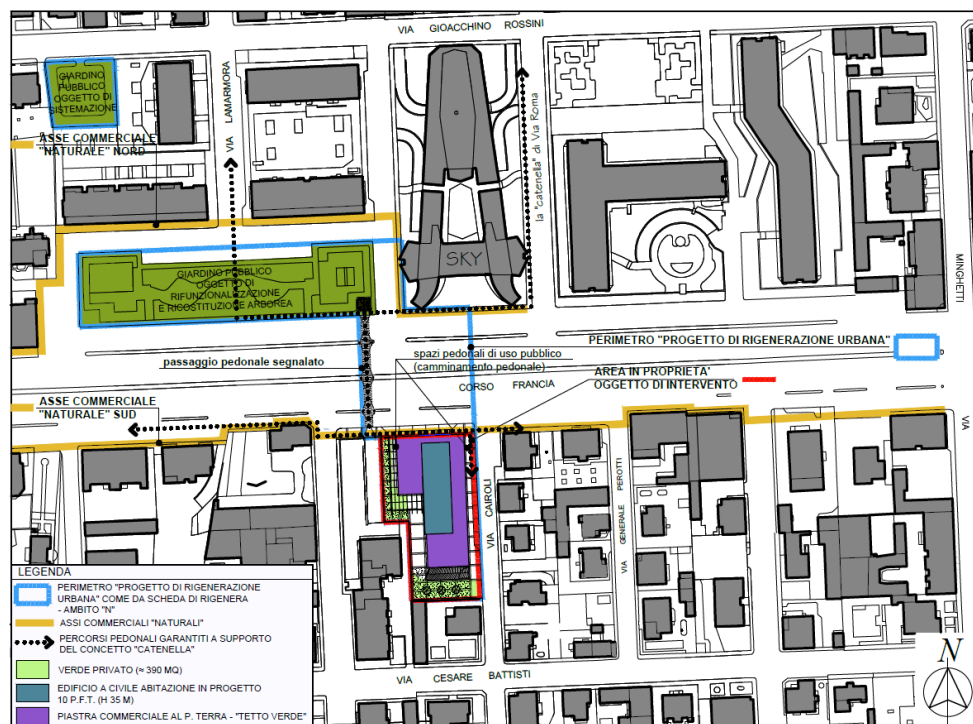 VIA GIOACCHINO ROSSINI
GIARDINO
PUBBLICO
OGGETTO DI
SISTEMAZIONE
VIA LAMARMORA
la "catenella" di Via Roma
ASSE COMMERCIALE
"NATURALE" NORD
SKY
GIARDINO PUBBLICO
OGGETTO DI
RIFUNZIONALIZZAZIONE
E RICOSTITUZIONE ARBOREA
MINGHETTI
PERIMETRO "PROGETTO DI RIGENERAZIONE URBANA"
passaggio pedonale segnalato
spazi pedonali di uso pubblico
(camminamento pedonale)
AREA IN PROPRIETA'
OGGETTO DI INTERVENTO
CORSO FRANCIA
ASSE COMMERCIALE
"NATURALE" SUD
VIA
VIA CAIROLI
VIA GENERALE PEROTTI
LEGENDA
PERIMETRO "PROGETTO DI RIGENERAZIONE
URBANA" COME DA SCHEDA DI RIGENERA
- AMBITO "N"
ASSI COMMERCIALI "NATURALI"
PERCORSI PEDONALI GARANTITI A SUPPORTO
DEL CONCETTO "CATENELLA"
VERDE PRIVATO (≈ 390 MQ)
EDIFICIO A CIVILE ABITAZIONE IN PROGETTO
10 P.F.T. (H 35 M)
PIASTRA COMMERCIALE AL P. TERRA - "TETTO VERDE"
VIA CESARE BATTISTI
N